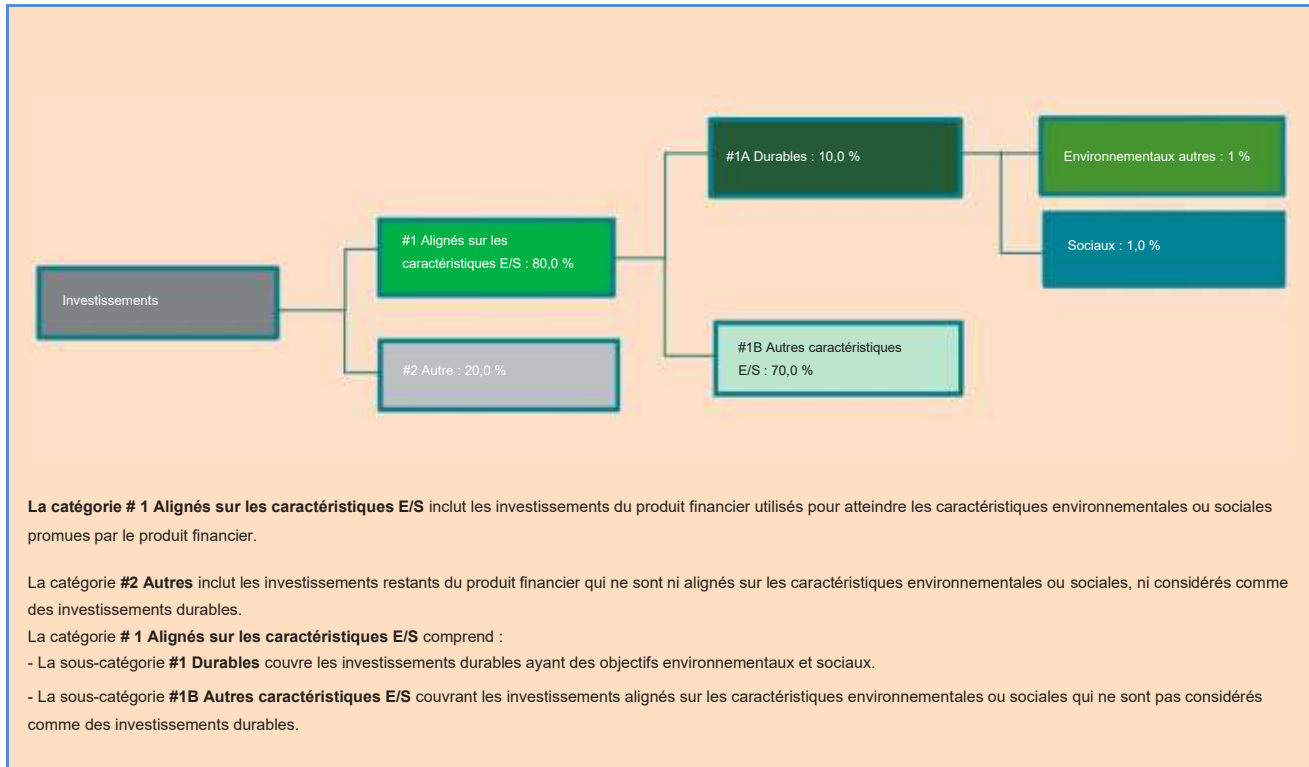 #1A Durables : 10,0 %
Environnementaux autres : 1 %
#1 Alignés sur les
caractéristiques E/S : 80,0 %
Sociaux : 1,0 %
Investissements
#1B Autres caractéristiques
E/S : 70,0 %
#2 Autre : 20,0 %
La catégorie # 1 Alignés sur les caractéristiques E/S inclut les investissements du produit financier utilisés pour atteindre les caractéristiques environnementales ou sociales
promues par le produit financier.
La catégorie #2 Autres inclut les investissements restants du produit financier qui ne sont ni alignés sur les caractéristiques environnementales ou sociales, ni considérés comme
des investissements durables.
La catégorie # 1 Alignés sur les caractéristiques E/S comprend :
- La sous-catégorie #1 Durables couvre les investissements durables ayant des objectifs environnementaux et sociaux.
- La sous-catégorie #1B Autres caractéristiques E/S couvrant les investissements alignés sur les caractéristiques environnementales ou sociales qui ne sont pas considérés
comme des investissements durables.